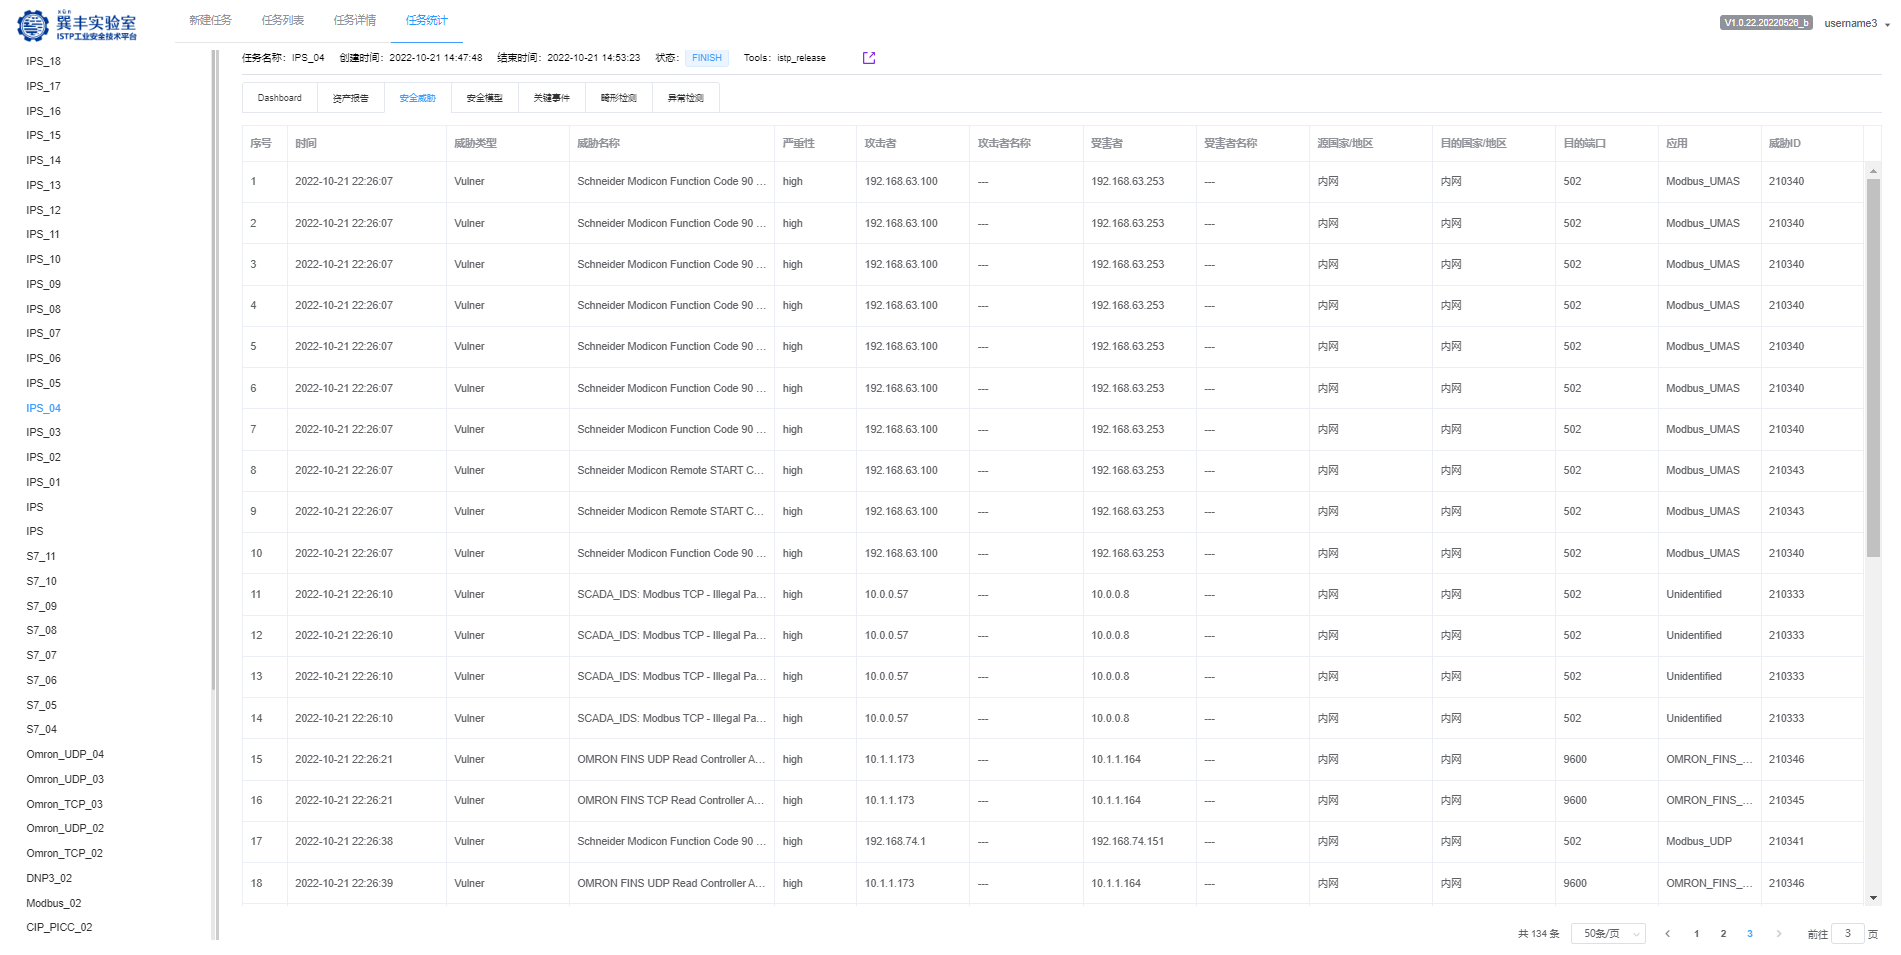 xùn
巽丰实验室
ISTP工业安全技术平台
新建任务 任务列表 任务详情 任务统计
V1.0.22.20220526_b username3
任务名称: IPS_04 创建时间: 2022-10-21 14:47:48 结束时间: 2022-10-21 14:53:23 状态: FINISH Tools: istp_release
Dashboard 资产报告 安全威胁 安全模型 关键事件 畸形检测 异常检测
IPS_18
IPS_17
IPS_16
IPS_15
IPS_14
IPS_13
IPS_12
IPS_11
IPS_10
IPS_09
IPS_08
IPS_07
IPS_06
IPS_05
IPS_04
IPS_03
IPS_02
IPS_01
IPS
IPS
S7_11
S7_10
S7_09
S7_08
S7_07
S7_06
S7_05
S7_04
Omron_UDP_04
Omron_UDP_03
Omron_TCP_03
Omron_UDP_02
Omron_TCP_02
DNP3_02
Modbus_02
CIP_PICC_02
序号 时间 威胁类型 威胁名称 严重性 攻击者 攻击者名称 受害者 受害者名称 源国家/地区 目的国家/地区 目的端口 应用 威胁ID
1 2022-10-21 22:26:07 Vulner Schneider Modicon Function Code 90 ... high 192.168.63.100 --- 192.168.63.253 --- 内网 内网 502 Modbus_UMAS 210340
2 2022-10-21 22:26:07 Vulner Schneider Modicon Function Code 90 ... high 192.168.63.100 --- 192.168.63.253 --- 内网 内网 502 Modbus_UMAS 210340
3 2022-10-21 22:26:07 Vulner Schneider Modicon Function Code 90 ... high 192.168.63.100 --- 192.168.63.253 --- 内网 内网 502 Modbus_UMAS 210340
4 2022-10-21 22:26:07 Vulner Schneider Modicon Function Code 90 ... high 192.168.63.100 --- 192.168.63.253 --- 内网 内网 502 Modbus_UMAS 210340
5 2022-10-21 22:26:07 Vulner Schneider Modicon Function Code 90 ... high 192.168.63.100 --- 192.168.63.253 --- 内网 内网 502 Modbus_UMAS 210340
6 2022-10-21 22:26:07 Vulner Schneider Modicon Function Code 90 ... high 192.168.63.100 --- 192.168.63.253 --- 内网 内网 502 Modbus_UMAS 210340
7 2022-10-21 22:26:07 Vulner Schneider Modicon Function Code 90 ... high 192.168.63.100 --- 192.168.63.253 --- 内网 内网 502 Modbus_UMAS 210340
8 2022-10-21 22:26:07 Vulner Schneider Modicon Remote START C... high 192.168.63.100 --- 192.168.63.253 --- 内网 内网 502 Modbus_UMAS 210343
9 2022-10-21 22:26:07 Vulner Schneider Modicon Remote START C... high 192.168.63.100 --- 192.168.63.253 --- 内网 内网 502 Modbus_UMAS 210343
10 2022-10-21 22:26:07 Vulner Schneider Modicon Function Code 90 ... high 192.168.63.100 --- 192.168.63.253 --- 内网 内网 502 Modbus_UMAS 210340
11 2022-10-21 22:26:10 Vulner SCADA_IDS: Modbus TCP - Illegal Pa... high 10.0.0.57 --- 10.0.0.8 --- 内网 内网 502 Unidentified 210333
12 2022-10-21 22:26:10 Vulner SCADA_IDS: Modbus TCP - Illegal Pa... high 10.0.0.57 --- 10.0.0.8 --- 内网 内网 502 Unidentified 210333
13 2022-10-21 22:26:10 Vulner SCADA_IDS: Modbus TCP - Illegal Pa... high 10.0.0.57 --- 10.0.0.8 --- 内网 内网 502 Unidentified 210333
14 2022-10-21 22:26:10 Vulner SCADA_IDS: Modbus TCP - Illegal Pa... high 10.0.0.57 --- 10.0.0.8 --- 内网 内网 502 Unidentified 210333
15 2022-10-21 22:26:21 Vulner OMRON FINS UDP Read Controller A... high 10.1.1.173 --- 10.1.1.164 --- 内网 内网 9600 OMRON_FINS_... 210346
16 2022-10-21 22:26:21 Vulner OMRON FINS TCP Read Controller A... high 10.1.1.173 --- 10.1.1.164 --- 内网 内网 9600 OMRON_FINS_... 210345
17 2022-10-21 22:26:38 Vulner Schneider Modicon Function Code 90 ... high 192.168.74.1 --- 192.168.74.151 --- 内网 内网 502 Modbus_UDP 210341
18 2022-10-21 22:26:39 Vulner OMRON FINS UDP Read Controller A... high 10.1.1.173 --- 10.1.1.164 --- 内网 内网 9600 OMRON_FINS_... 210346
共 134 条 50条/页 1 2 3 前往 3 页